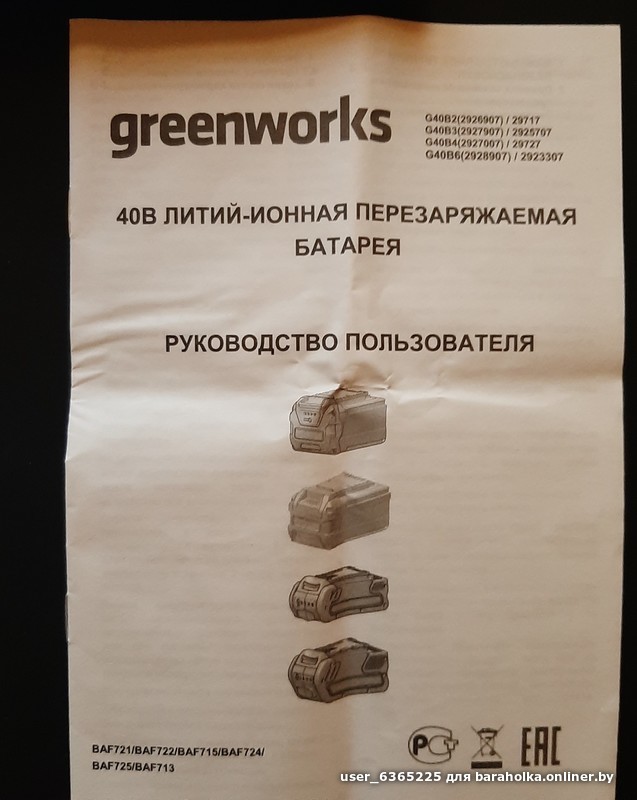 greenworks
G40B2(2926907) / 29717
G40B3(2927907) / 2925707
G40B4(2927007) / 29727
G40B6(2928907) / 2923307
40В ЛИТИЙ-ИОННАЯ ПЕРЕЗАРЯЖАЕМАЯ
БАТАРЕЯ
РУКОВОДСТВО ПОЛЬЗОВАТЕЛЯ
BAF721/BAF722/BAF715/BAF724/
BAF725/BAF713
EAC
user_6365225 для baraholka.onliner.by